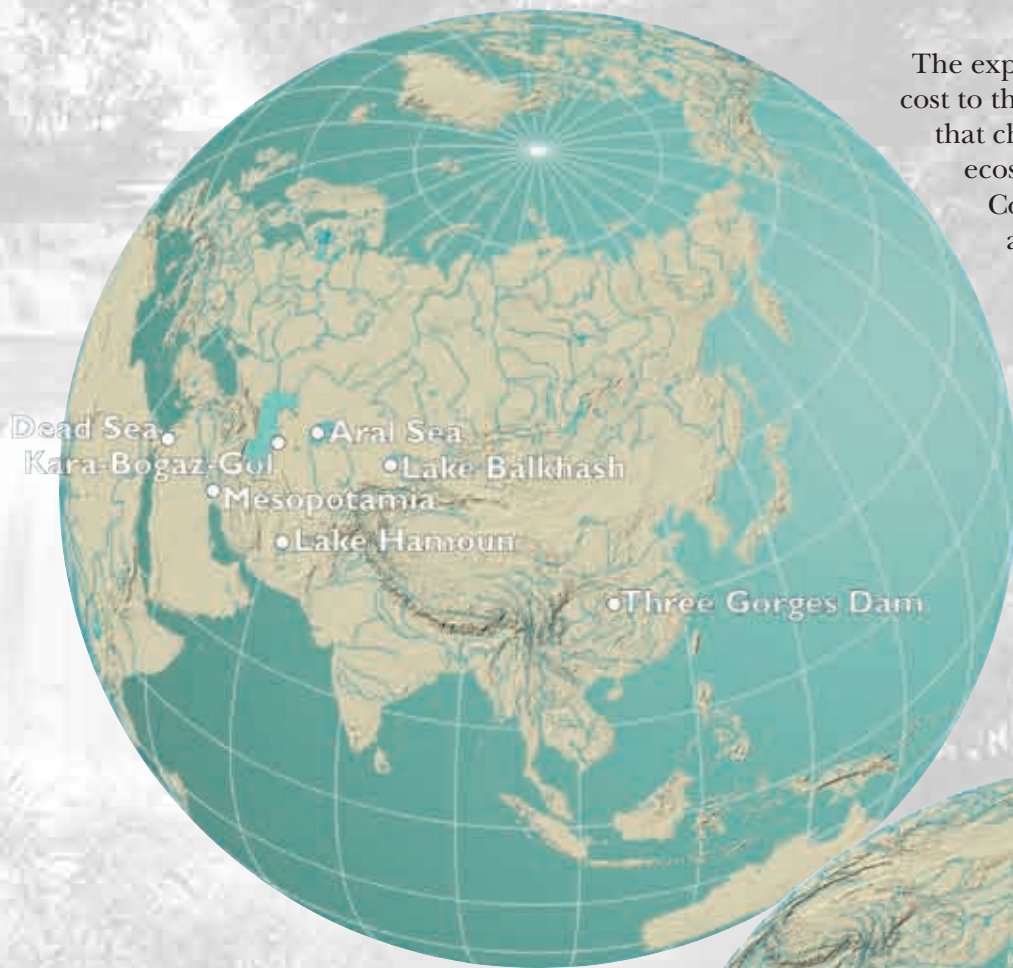 The exp
cost to th
that ch
ecos
Co
a
Dead Sea
Aral Sea
Kara-Bogaz-Gol
Lake Balkhash
Mesopotamia
Lake Hamoun
Three Gorges Dam